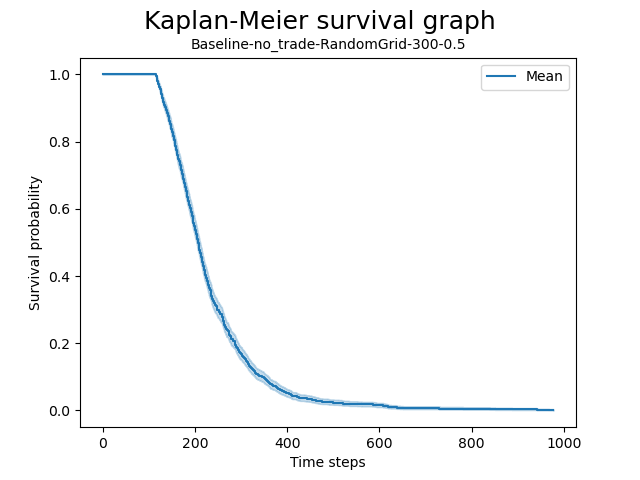 Kaplan-Meier survival graph
Baseline-no_trade-RandomGrid-300-0.5
Mean
1.0
0.8
0.6
0.4
0.2
0.0
Survival probability
0
200
400
600
800
1000
Time steps